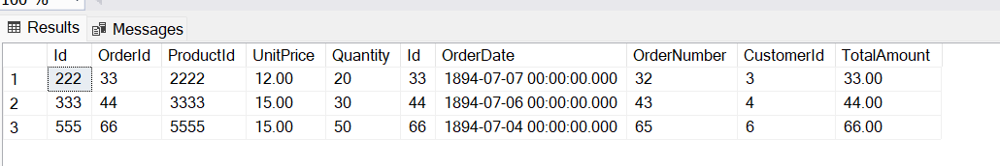 100 %
Results Messages
Id OrderId ProductId UnitPrice Quantity Id OrderDate OrderNumber CustomerId TotalAmount
1 222 33 2222 12.00 20 33 1894-07-07 00:00:00.000 32 3 33.00
2 333 44 3333 15.00 30 44 1894-07-06 00:00:00.000 43 4 44.00
3 555 66 5555 15.00 50 66 1894-07-04 00:00:00.000 65 6 66.00